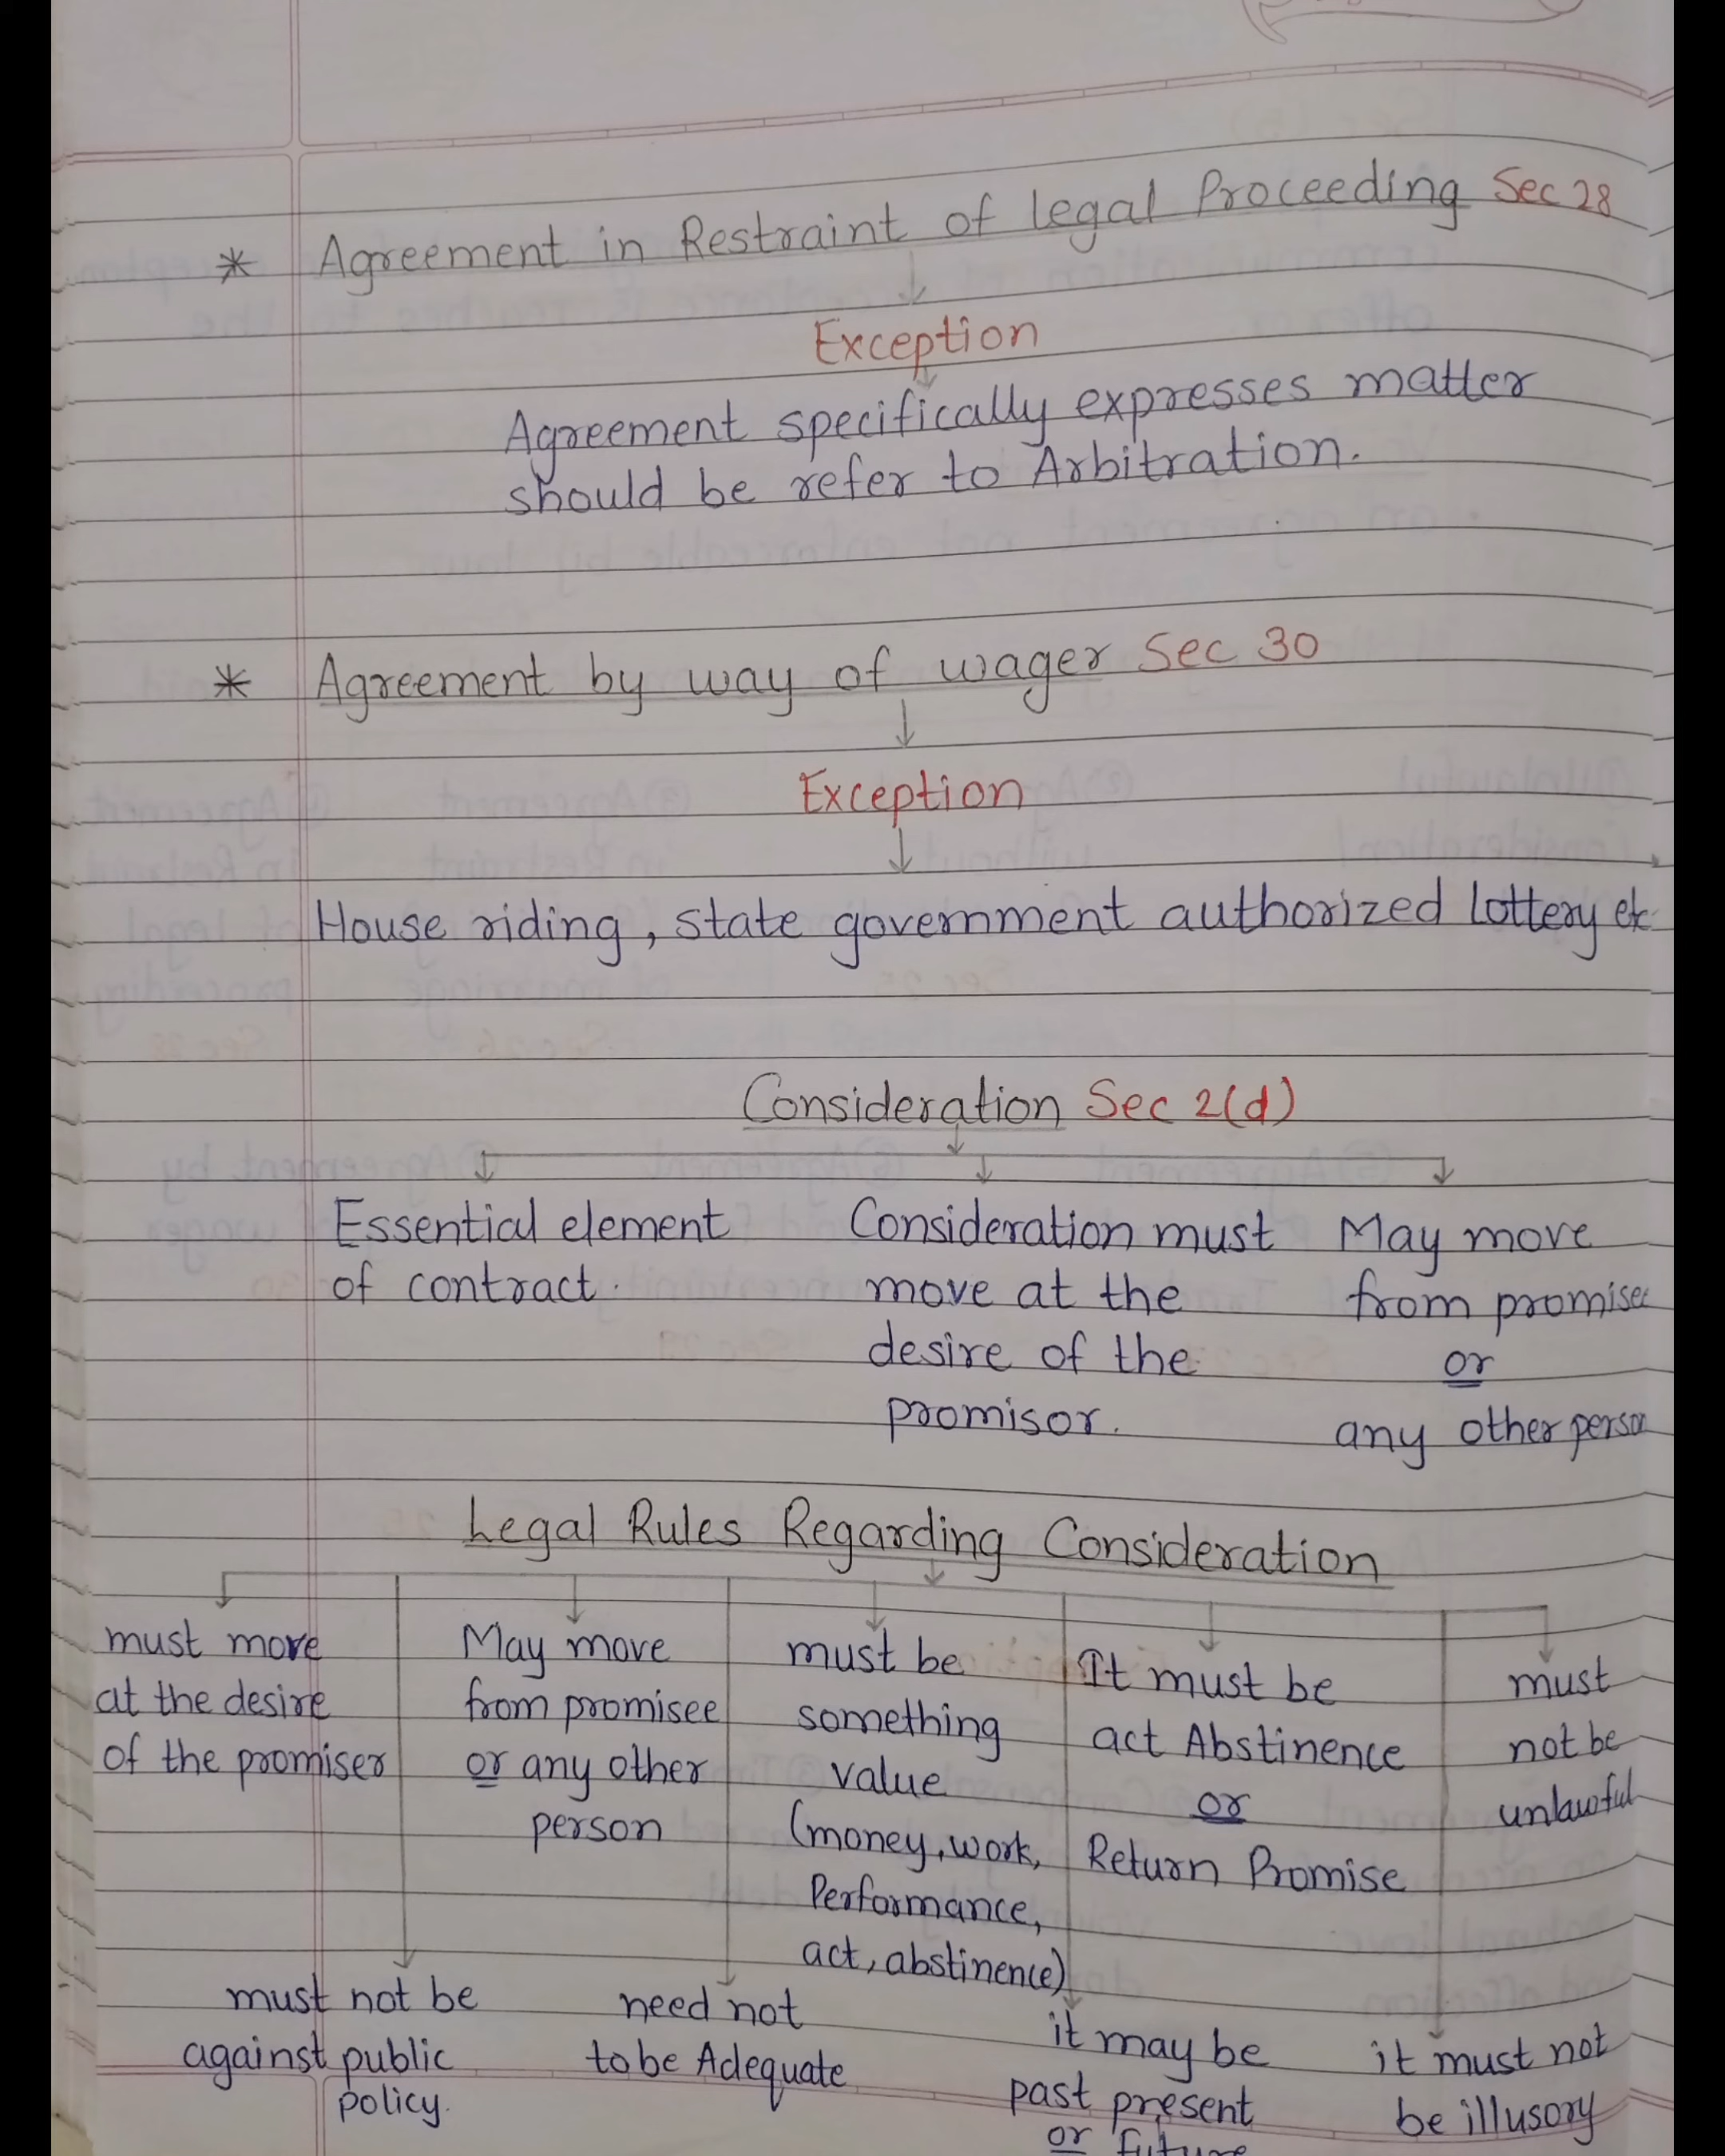 * Agreement in Restraint of legal Proceeding Sec 28
Exception
Agreement specifically expresses matter
should be refer to Arbitration.
* Agreement by way of wager Sec 30
Exception
House riding, state government authorized lottery etc.
Consideration Sec 2(d)
Essential element
of contract.
Consideration must
move at the
desire of the
promisor.
May move
from promisee
or
any other person
Legal Rules Regarding Consideration
must move
at the desire
of the promiser
May move
from promisee
or any other
person
must be
something
value
(money, work,
Performance,
act, abstinence)
It must be
act Abstinence
or
Return Promise
must
not be
unlawful
must not be
against public
policy.
need not
to be Adequate
it may be
past present
or future
it must not
be illusory